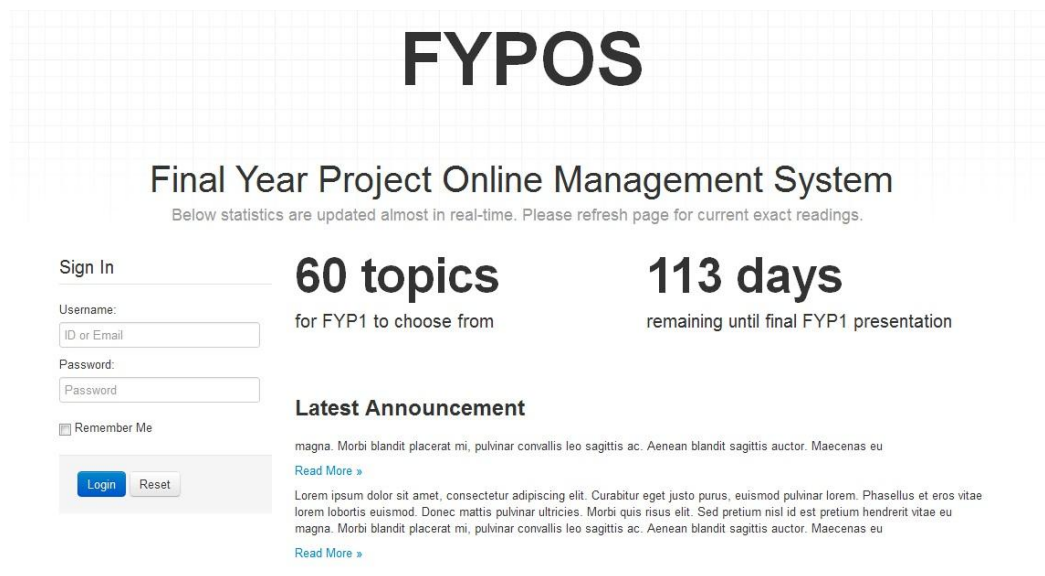 FYPOS
Final Year Project Online Management System
Below statistics are updated almost in real-time. Please refresh page for current exact readings.
Sign In
Username:
ID or Email
Password:
Password
Remember Me
Login
Reset
60 topics
for FYP1 to choose from
113 days
remaining until final FYP1 presentation
Latest Announcement
magna. Morbi blandit placerat mi, pulvinar convallis leo sagittis ac. Aenean blandit sagittis auctor. Maecenas eu
Read More »
Lorem ipsum dolor sit amet, consectetur adipiscing elit. Curabitur eget justo purus, euismod pulvinar lorem. Phasellus et eros vitae
lorem lobortis euismod. Donec mattis pulvinar ultricies. Morbi quis risus elit. Sed pretium nisl id est pretium hendrerit vitae eu
magna. Morbi blandit placerat mi, pulvinar convallis leo sagittis ac. Aenean blandit sagittis auctor. Maecenas eu
Read More »